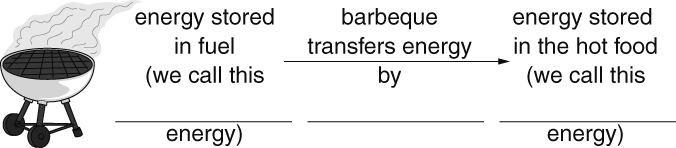 energy stored
in fuel
(we call this
energy)
barbeque
transfers energy
by
energy stored
in the hot food
(we call this
energy)